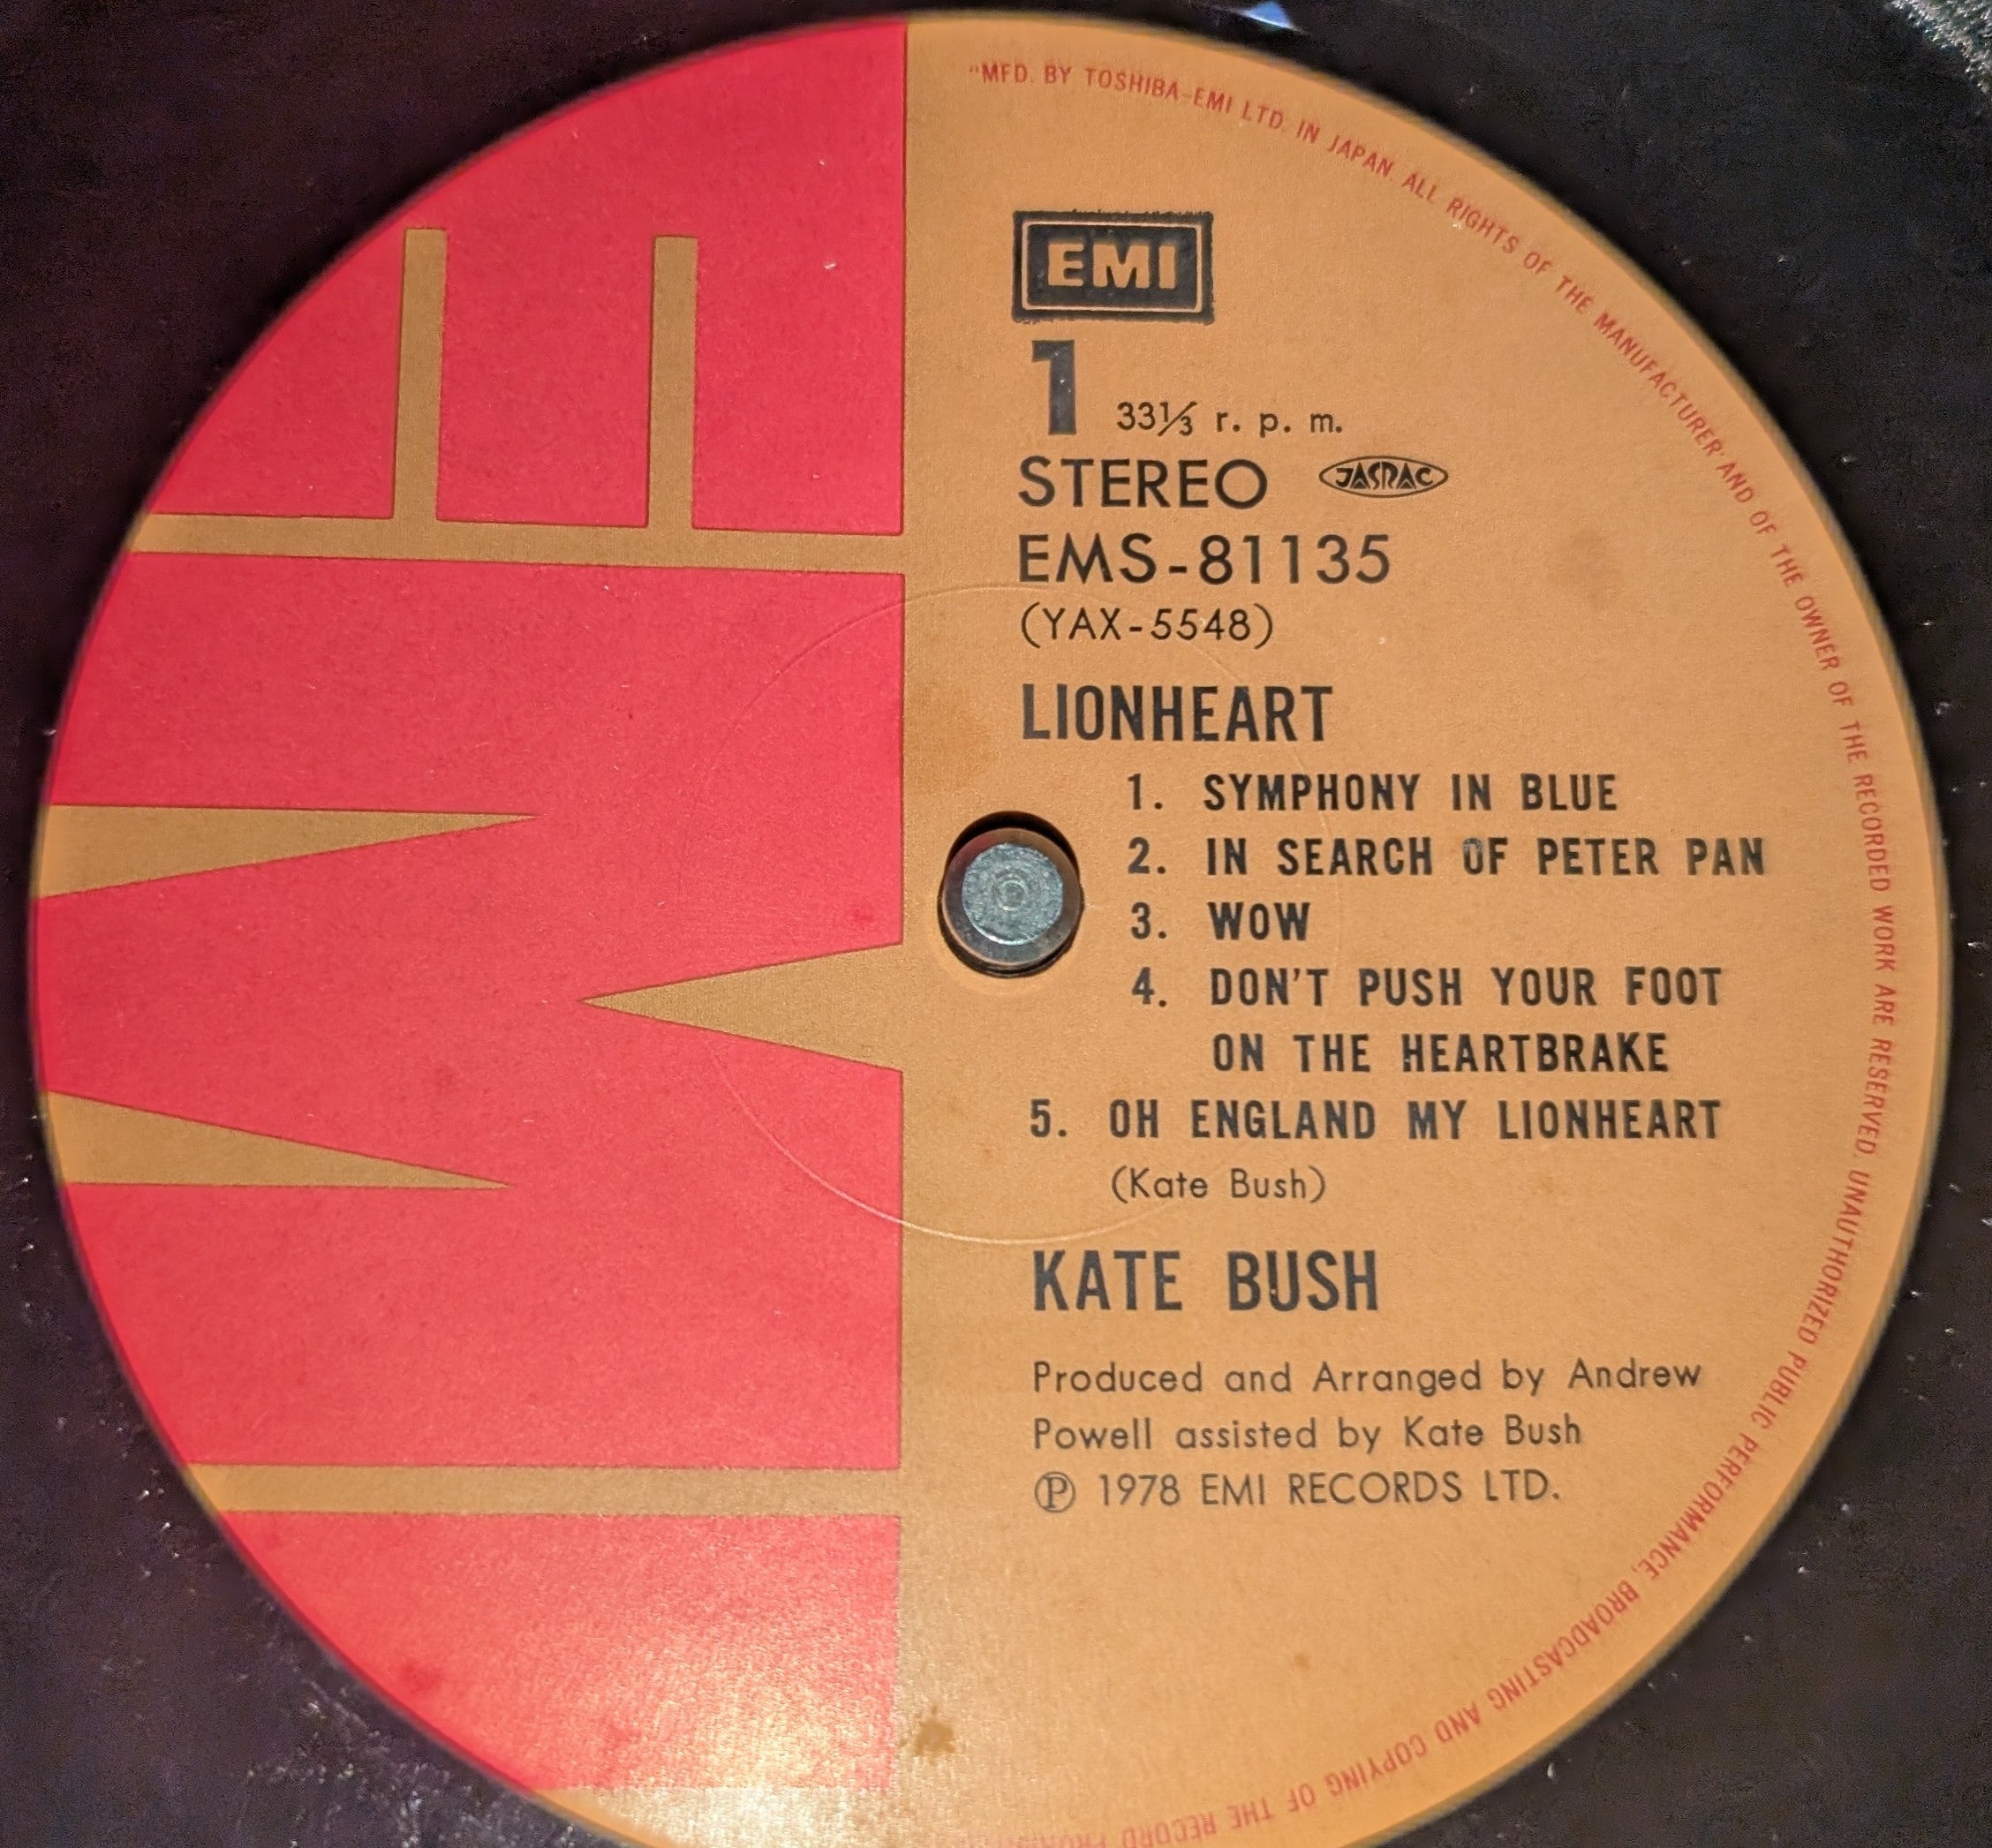 "MFD. BY TOSHIBA-EMI LTD. IN JAPAN. ALL RIGHTS OF THE MANUFACTURER AND OF THE OWNER OF THE RECORDED WORK ARE RESERVED. UNAUTHORIZED PUBLIC PERFORMANCE, BROADCASTING AND COPYING OF THE RECORD
EMI
1 33⅓ r. p. m.
STEREO JASRAC
EMS-81135
(YAX-5548)
LIONHEART
1. SYMPHONY IN BLUE
2. IN SEARCH OF PETER PAN
3. WOW
4. DON'T PUSH YOUR FOOT
ON THE HEARTBRAKE
5. OH ENGLAND MY LIONHEART
(Kate Bush)
KATE BUSH
Produced and Arranged by Andrew
Powell assisted by Kate Bush
℗ 1978 EMI RECORDS LTD.